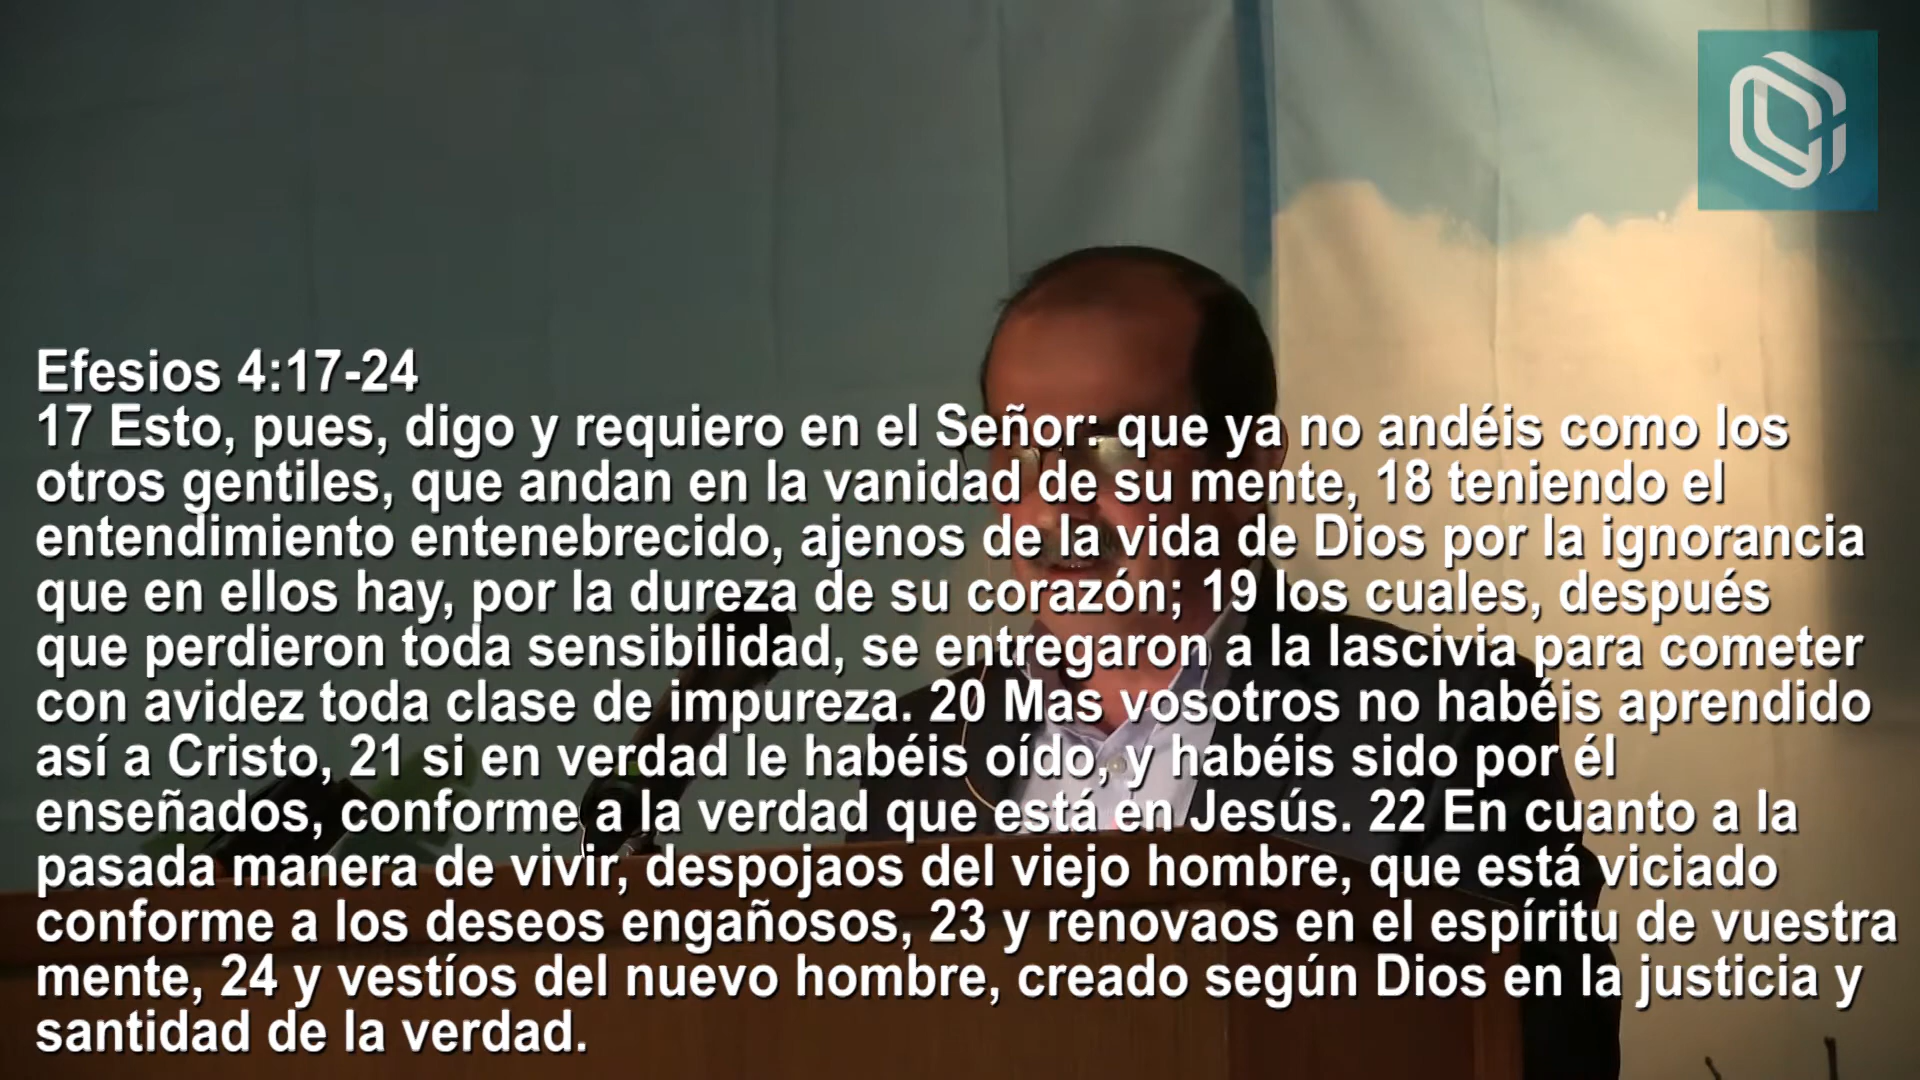 Efesios 4:17-24
17 Esto, pues, digo y requiero en el Señor: que ya no andéis como los
otros gentiles, que andan en la vanidad de su mente, 18 teniendo el
entendimiento entenebrecido, ajenos de la vida de Dios por la ignorancia
que en ellos hay, por la dureza de su corazón; 19 los cuales, después
que perdieron toda sensibilidad, se entregaron a la lascivia para cometer
con avidez toda clase de impureza. 20 Mas vosotros no habéis aprendido
así a Cristo, 21 si en verdad le habéis oído, y habéis sido por él
enseñados, conforme a la verdad que está en Jesús. 22 En cuanto a la
pasada manera de vivir, despojaos del viejo hombre, que está viciado
conforme a los deseos engañosos, 23 y renovaos en el espíritu de vuestra
mente, 24 y vestíos del nuevo hombre, creado según Dios en la justicia y
santidad de la verdad.